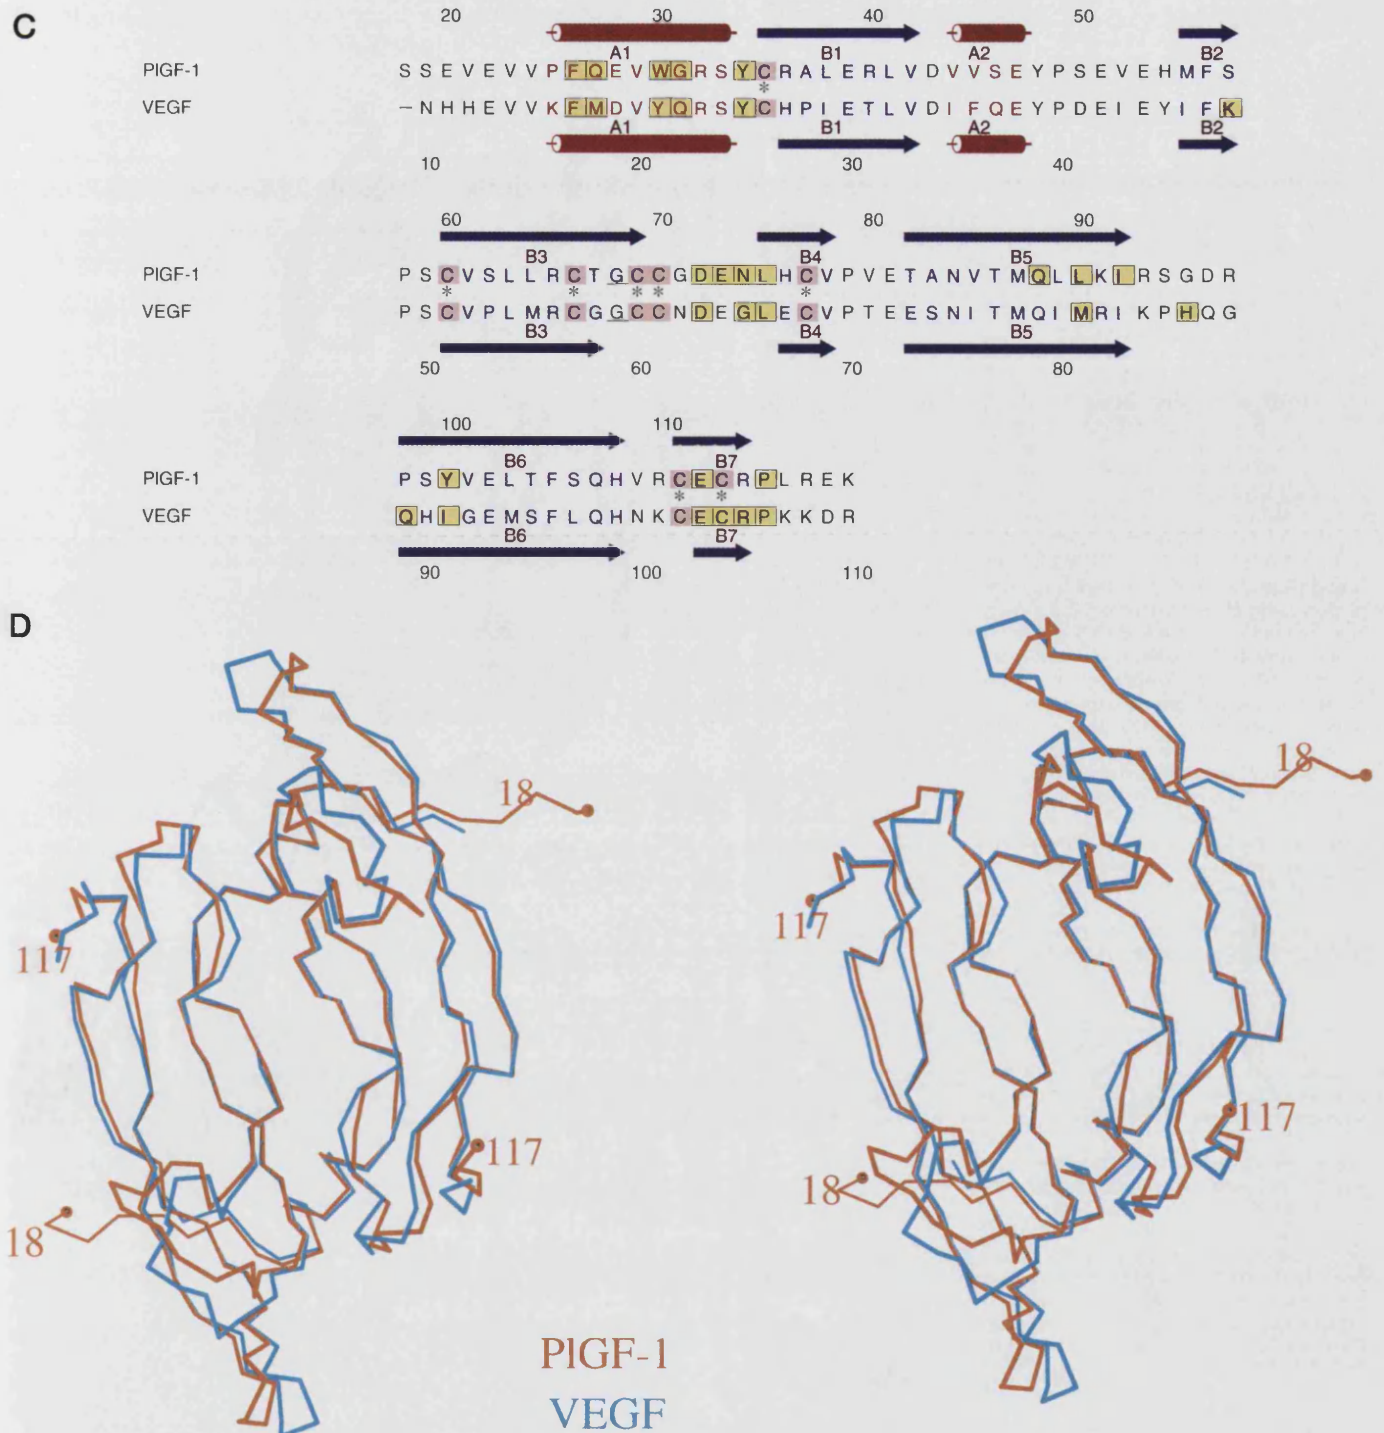 C
20 30 40 50
A1 B1 A2 B2
PlGF-1 S S E V E V V P F Q E V W G R S Y C R A L E R L V D V V S E Y P S E V E H M F S
*
VEGF – N H H E V V K F M D V Y Q R S Y C H P I E T L V D I F Q E Y P D E I E Y I F K
A1 B1 A2 B2
10 20 30 40
60 70 80 90
B3 B4 B5
PlGF-1 P S C V S L L R C T G C C G D E N L H C V P V E T A N V T M Q L L K I R S G D R
* * * * *
VEGF P S C V P L M R C G G C C N D E G L E C V P T E E S N I T M Q I M R I K P H Q G
B3 B4 B5
50 60 70 80
100 110
B6 B7
PlGF-1 P S Y V E L T F S Q H V R C E C R P L R E K
* *
VEGF Q H I G E M S F L Q H N K C E C R P K K D R
B6 B7
90 100 110
D
18 18
117 117
117 117
18 18
PlGF-1
VEGF